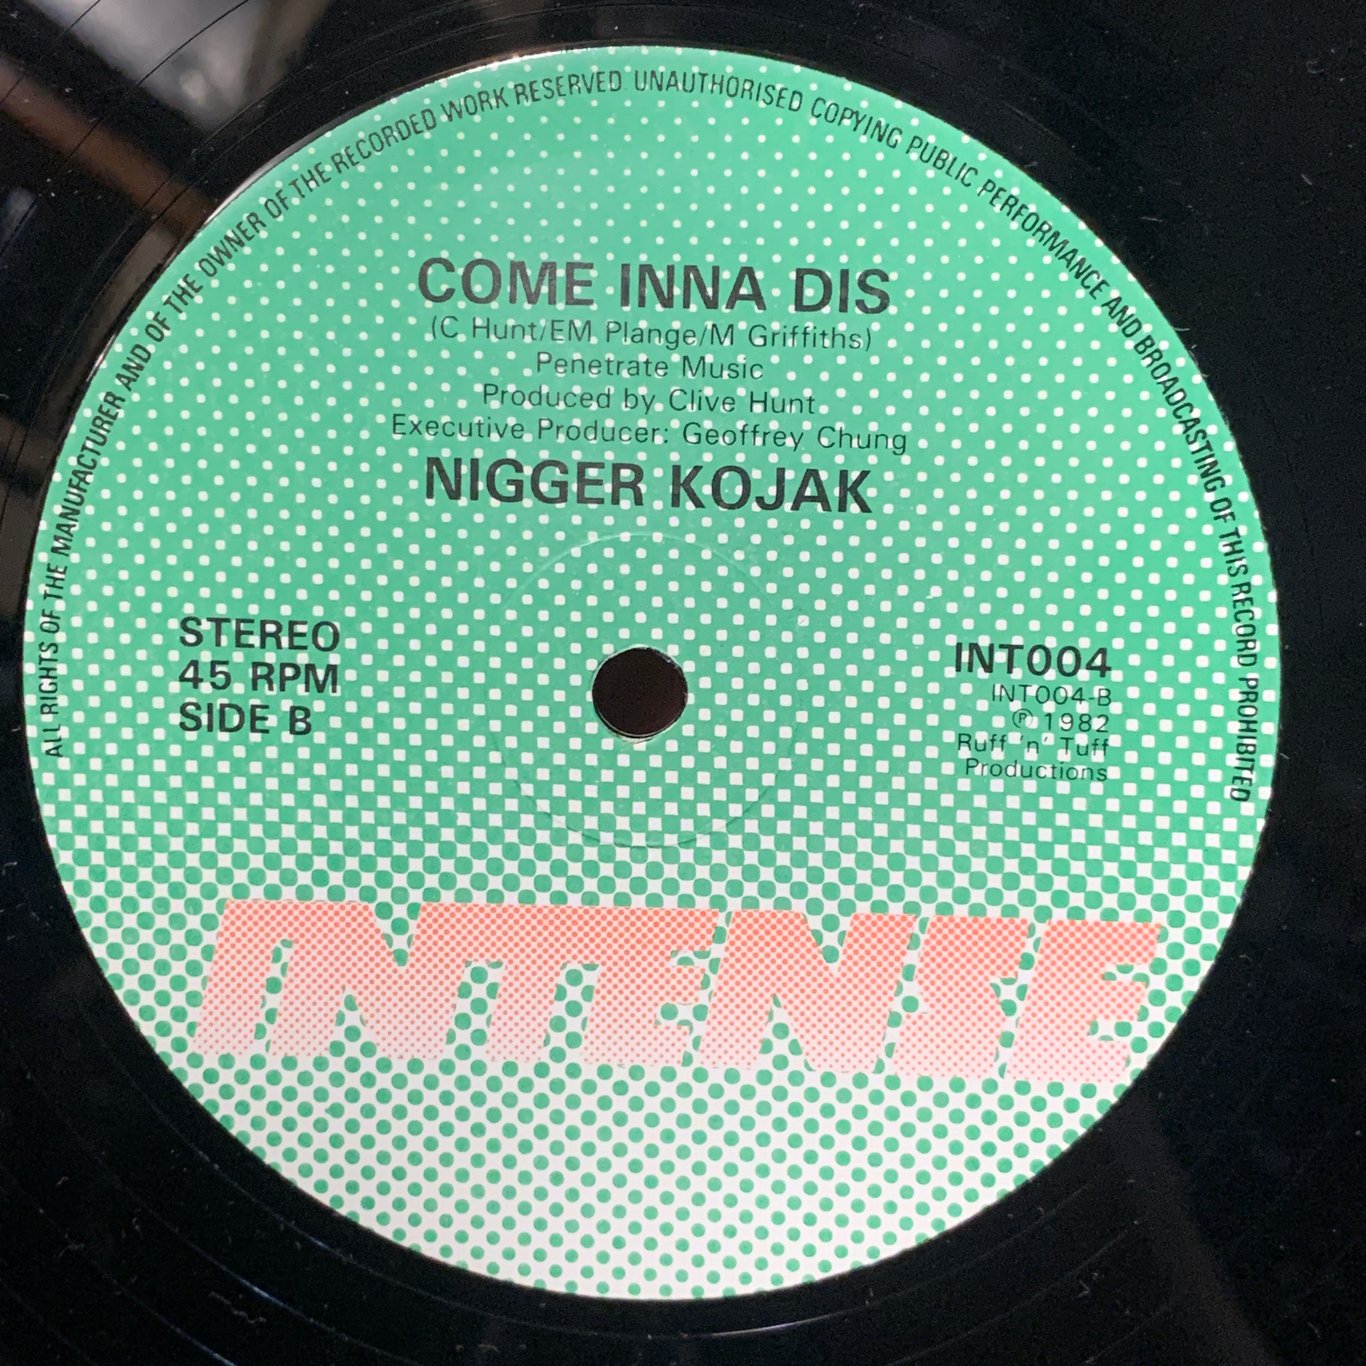 ALL RIGHTS OF THE MANUFACTURER AND OF THE OWNER OF THE RECORDED WORK RESERVED. UNAUTHORISED COPYING PUBLIC PERFORMANCE AND BROADCASTING OF THIS RECORD PROHIBITED
COME INNA DIS
(C Hunt/EM Plange/M Griffiths)
Penetrate Music
Produced by Clive Hunt
Executive Producer: Geoffrey Chung
NIGGER KOJAK
STEREO
45 RPM
SIDE B
INT004
INT004-B
℗ 1982
Ruff 'n' Tuff
Productions
INTENSE